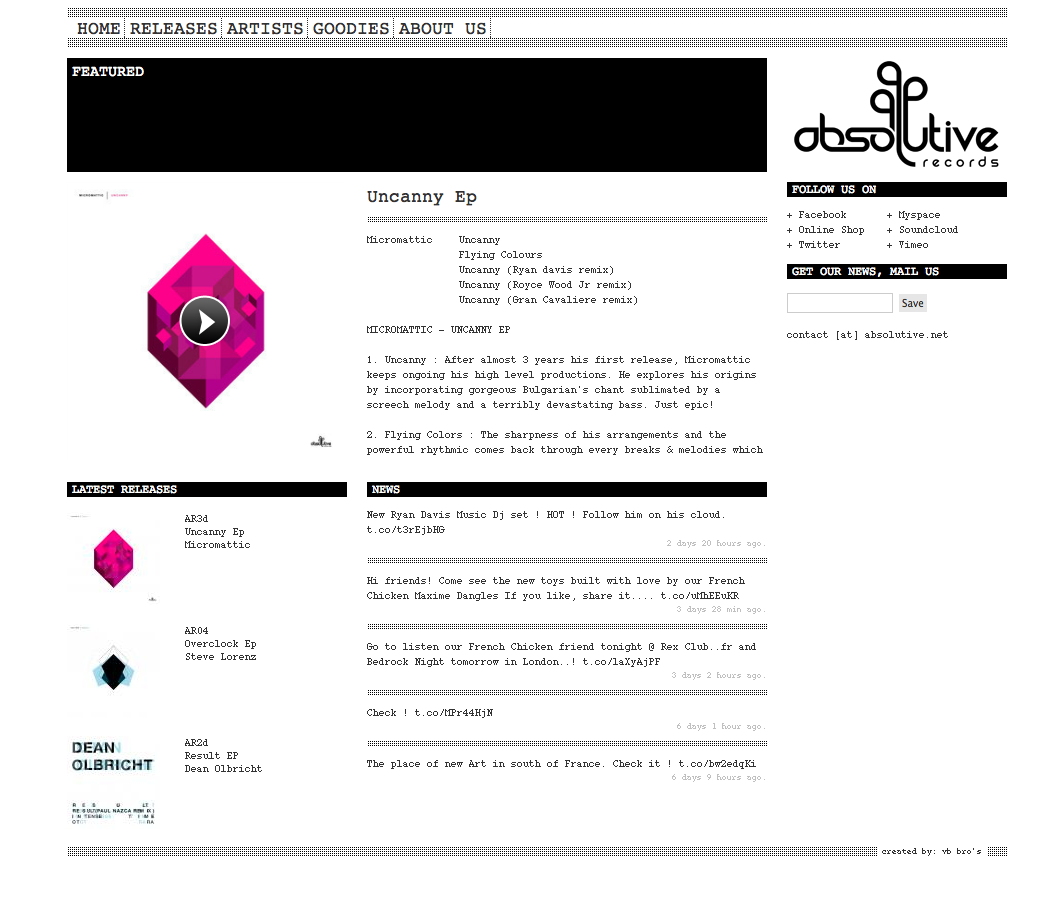 HOME RELEASES ARTISTS GOODIES ABOUT US
FEATURED
absolutive
records
MICROMATTIC | UNCANNY
Uncanny Ep
Micromattic Uncanny
Flying Colours
Uncanny (Ryan davis remix)
Uncanny (Royce Wood Jr remix)
Uncanny (Gran Cavaliere remix)
MICROMATTIC – UNCANNY EP
1. Uncanny : After almost 3 years his first release, Micromattic
keeps ongoing his high level productions. He explores his origins
by incorporating gorgeous Bulgarian's chant sublimated by a
screech melody and a terribly devastating bass. Just epic!
2. Flying Colors : The sharpness of his arrangements and the
powerful rhythmic comes back through every breaks & melodies which
FOLLOW US ON
+ Facebook + Myspace
+ Online Shop + Soundcloud
+ Twitter + Vimeo
GET OUR NEWS, MAIL US
Save
contact [at] absolutive.net
LATEST RELEASES
AR3d
Uncanny Ep
Micromattic
AR04
Overclock Ep
Steve Lorenz
DEAN
OLBRICHT
AR2d
Result EP
Dean Olbricht
NEWS
New Ryan Davis Music Dj set ! HOT ! Follow him on his cloud.
t.co/t3rEjbHG
2 days 20 hours ago.
Hi friends! Come see the new toys built with love by our French
Chicken Maxime Dangles If you like, share it.... t.co/uMhEEuKR
3 days 28 min ago.
Go to listen our French Chicken friend tonight @ Rex Club..fr and
Bedrock Night tomorrow in London..! t.co/laXyAjPF
3 days 2 hours ago.
Check ! t.co/MPr44HjN
6 days 1 hour ago.
The place of new Art in south of France. Check it ! t.co/bw2edqKi
6 days 9 hours ago.
created by: vb bro's